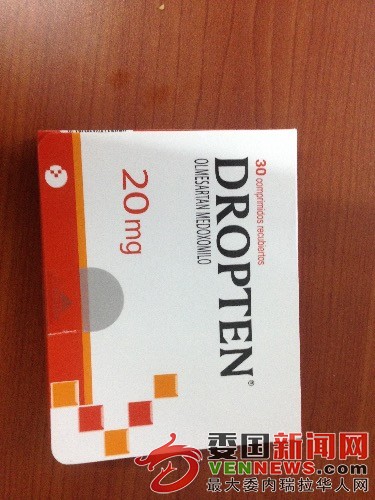 30 comprimidos recubiertos
DROPTEN®
OLMESARTAN MEDOXOMILO
20 mg
委国新闻网
VENNEWS.COM
最大委内瑞拉华人网